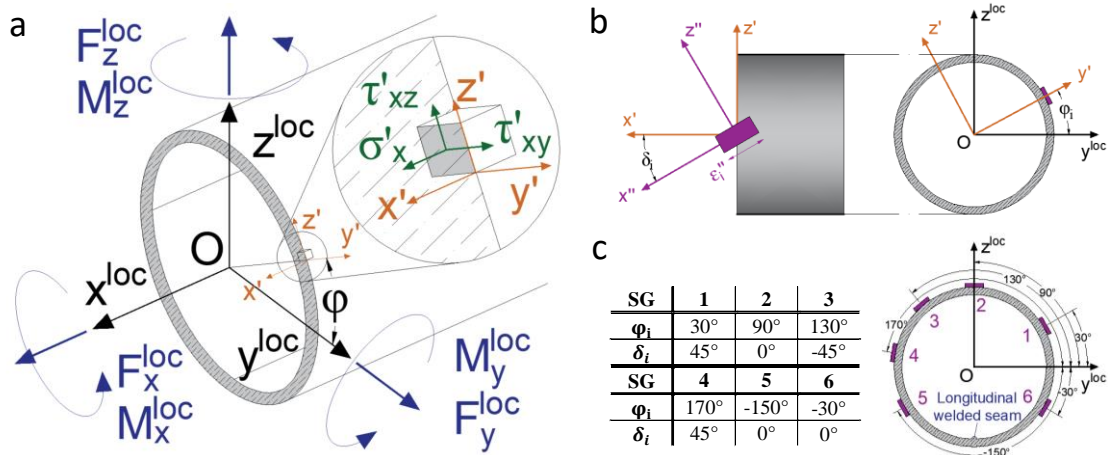 a
F_z^loc
M_z^loc
z^loc
τ'_xz
z'
σ'_x
τ'_xy
x'
y'
z'
y'
x'
O
φ
x^loc
y^loc
F_x^loc
M_x^loc
M_y^loc
F_y^loc
b
z''
z'
x'
δ_i
x''
ε_i''
z^loc
z'
y'
φ_i
O
y^loc
c
SG 1 2 3
φ_i 30° 90° 130°
δ_i 45° 0° -45°
SG 4 5 6
φ_i 170° -150° -30°
δ_i 45° 0° 0°
z^loc
130°
90°
2
3
1
30°
170°
4
O
y^loc
5
Longitudinal
welded seam
6
-30°
-150°